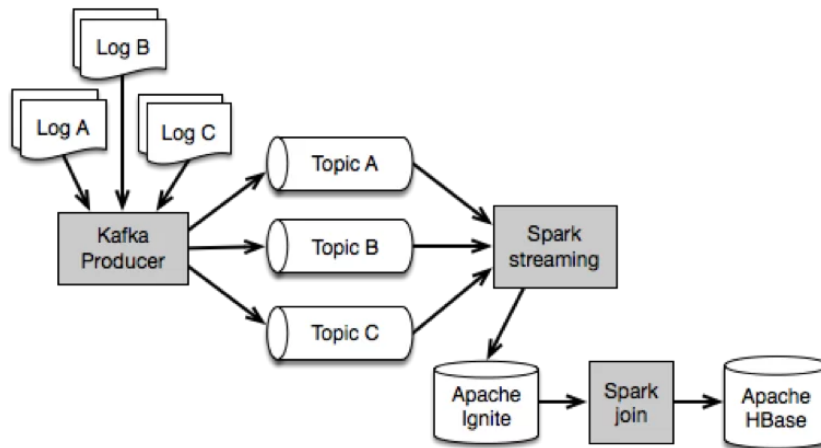 Log B
Log A
Log C
Topic A
Kafka
Producer
Topic B
Spark
streaming
Topic C
Apache
Ignite
Spark
join
Apache
HBase